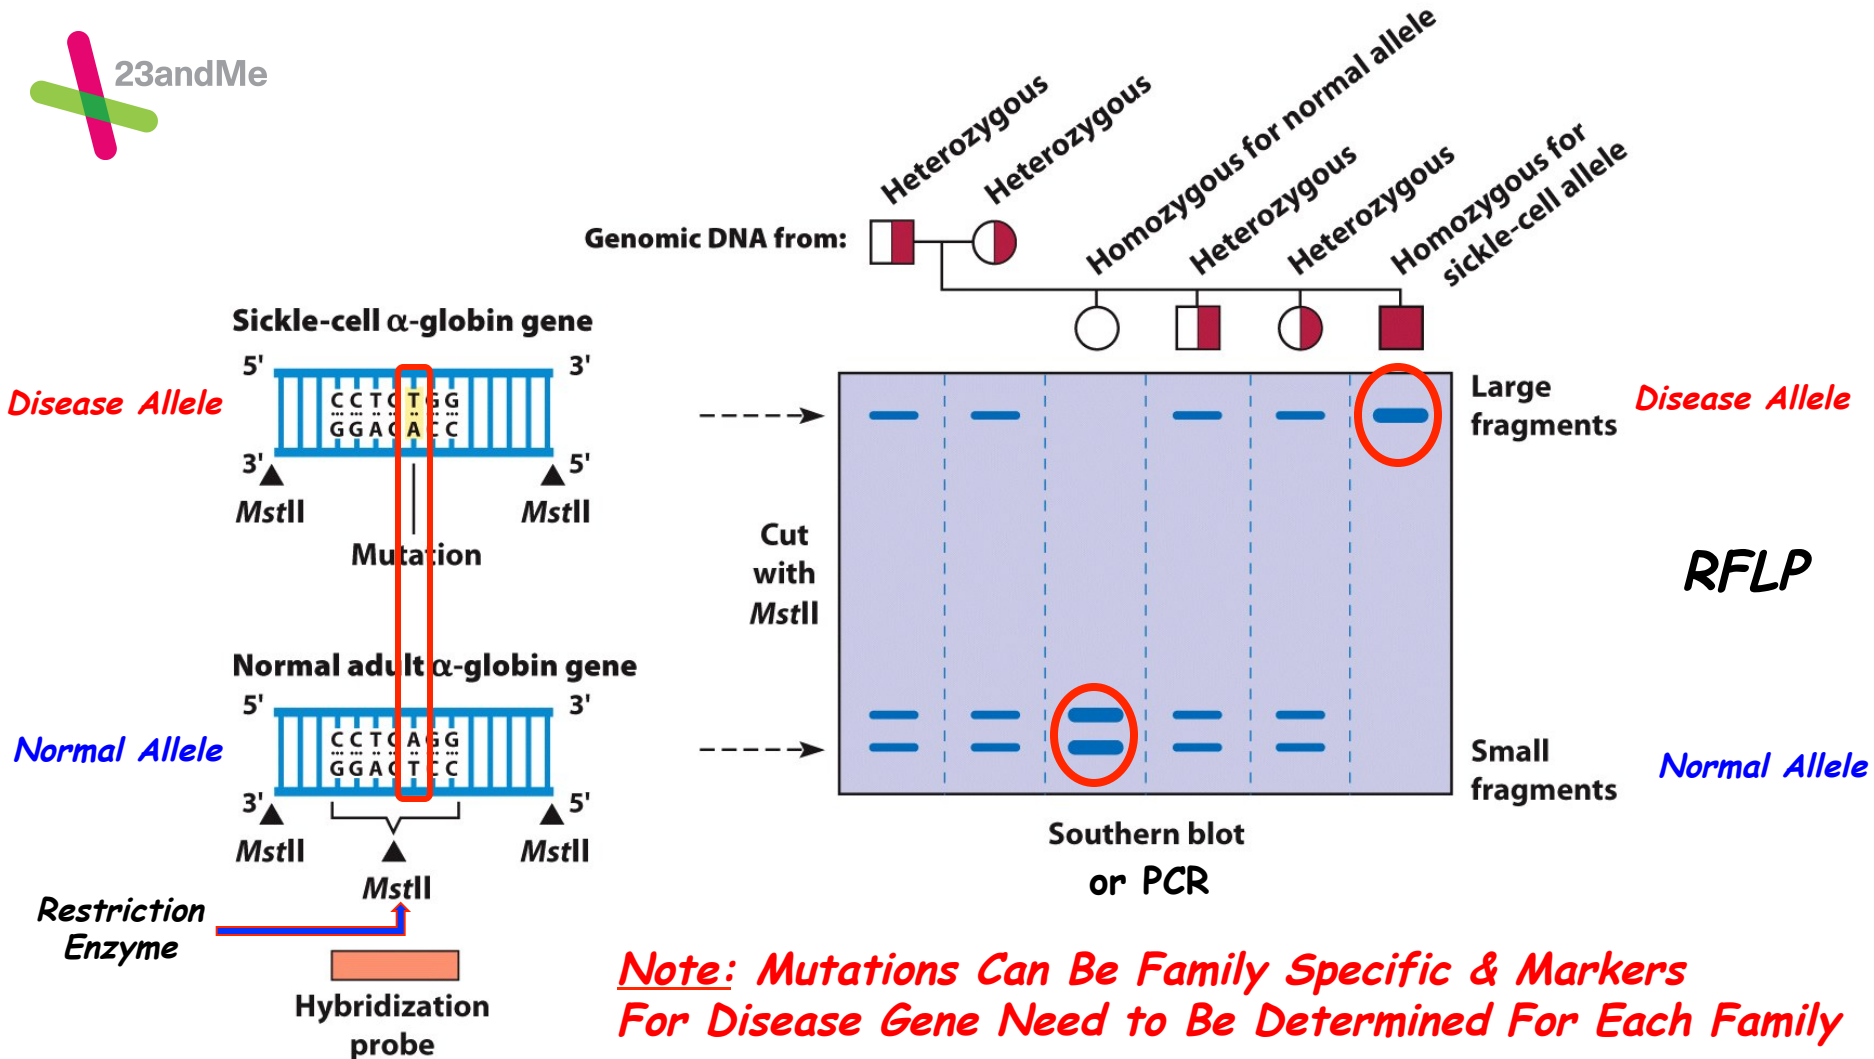 23andMe
Heterozygous
Heterozygous
Homozygous for normal allele
Heterozygous
Heterozygous
Homozygous for
sickle-cell allele
Genomic DNA from:
Sickle-cell α-globin gene
5' 3'
Disease Allele
C C T C T G G
G G A G A C C
3' 5'
MstII MstII
Mutation
Normal adult α-globin gene
5' 3'
Normal Allele
C C T C A G G
G G A C T C C
3' 5'
MstII MstII
MstII
Restriction
Enzyme
Hybridization
probe
Cut
with
MstII
Large
fragments
Disease Allele
RFLP
Small
fragments
Normal Allele
Southern blot
or PCR
Note: Mutations Can Be Family Specific & Markers
For Disease Gene Need to Be Determined For Each Family